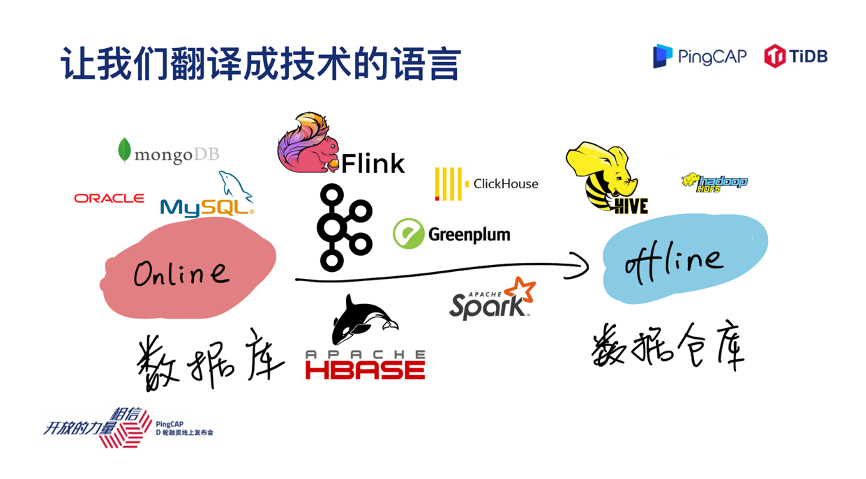 让我们翻译成技术的语言
PingCAP TiDB
mongoDB
Flink
ClickHouse
HIVE
hadoop
HDFS
ORACLE
MySQL®
Greenplum
Online
offline
APACHE
Spark™
数据库
数据仓库
APACHE
HBASE
相信
开放的力量
PingCAP
D 轮融资线上发布会